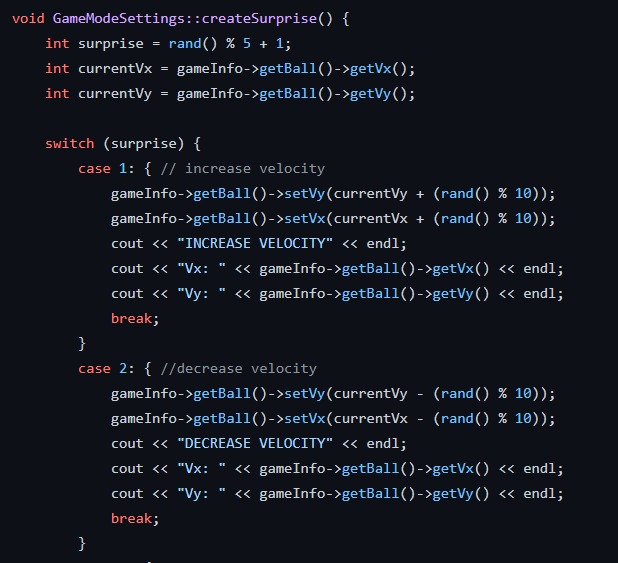 void GameModeSettings::createSurprise() {
    int surprise = rand() % 5 + 1;
    int currentVx = gameInfo->getBall()->getVx();
    int currentVy = gameInfo->getBall()->getVy();

    switch (surprise) {
        case 1: { // increase velocity
            gameInfo->getBall()->setVy(currentVy + (rand() % 10));
            gameInfo->getBall()->setVx(currentVx + (rand() % 10));
            cout << "INCREASE VELOCITY" << endl;
            cout << "Vx: " << gameInfo->getBall()->getVx() << endl;
            cout << "Vy: " << gameInfo->getBall()->getVy() << endl;
            break;
        }
        case 2: { //decrease velocity
            gameInfo->getBall()->setVy(currentVy - (rand() % 10));
            gameInfo->getBall()->setVx(currentVx - (rand() % 10));
            cout << "DECREASE VELOCITY" << endl;
            cout << "Vx: " << gameInfo->getBall()->getVx() << endl;
            cout << "Vy: " << gameInfo->getBall()->getVy() << endl;
            break;
        }